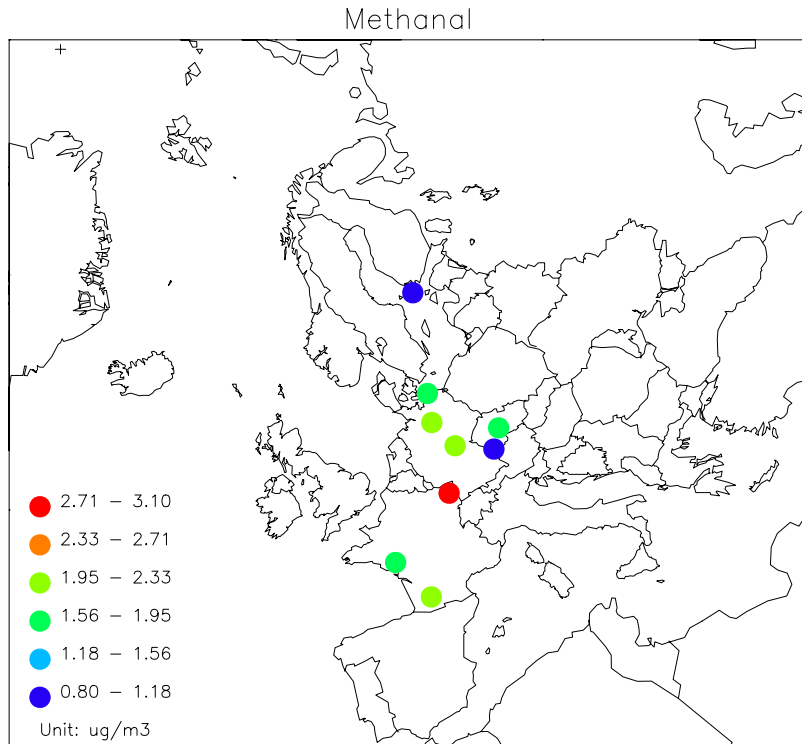 Methanal
2.71 – 3.10
2.33 – 2.71
1.95 – 2.33
1.56 – 1.95
1.18 – 1.56
0.80 – 1.18
Unit: ug/m3